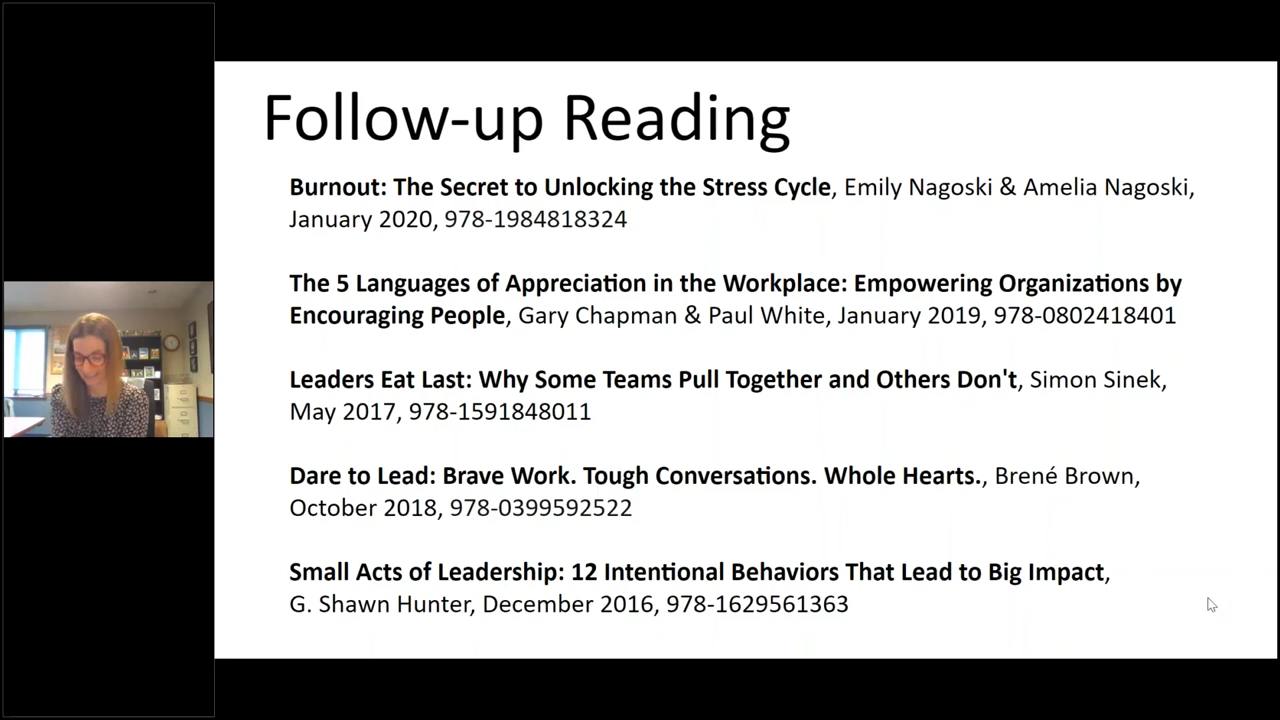 Follow-up Reading
Burnout: The Secret to Unlocking the Stress Cycle, Emily Nagoski & Amelia Nagoski,
January 2020, 978-1984818324
The 5 Languages of Appreciation in the Workplace: Empowering Organizations by
Encouraging People, Gary Chapman & Paul White, January 2019, 978-0802418401
Leaders Eat Last: Why Some Teams Pull Together and Others Don't, Simon Sinek,
May 2017, 978-1591848011
Dare to Lead: Brave Work. Tough Conversations. Whole Hearts., Brené Brown,
October 2018, 978-0399592522
Small Acts of Leadership: 12 Intentional Behaviors That Lead to Big Impact,
G. Shawn Hunter, December 2016, 978-1629561363